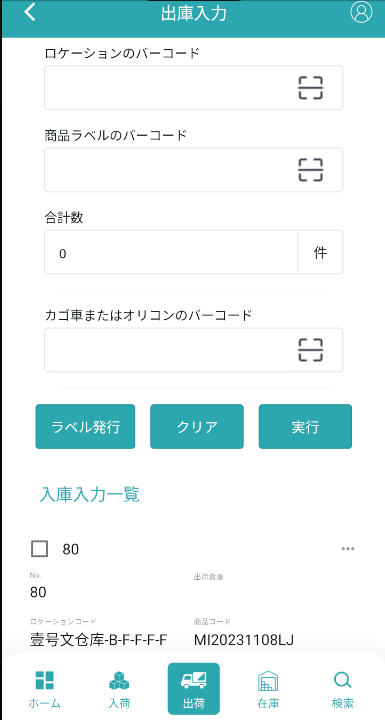 出庫入力
ロケーションのバーコード
商品ラベルのバーコード
合計数
0 件
カゴ車またはオリコンのバーコード
ラベル発行 クリア 実行
入庫入力一覧
80
No. 出荷倉庫
80
ロケーションコード 商品コード
壹号文仓库-B-F-F-F-F MI20231108LJ
ホーム 入荷 出荷 在庫 検索